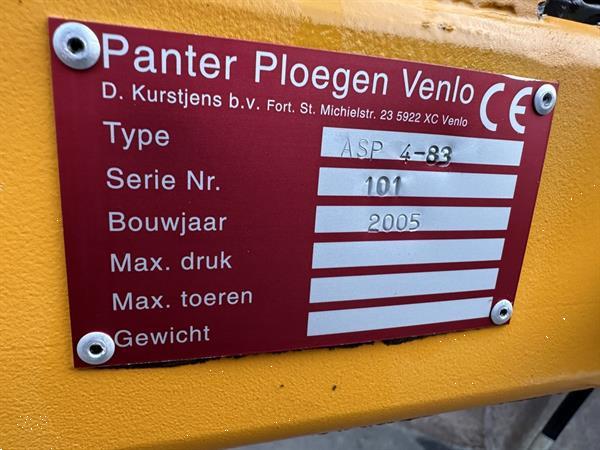 Panter Ploegen Venlo CE
D. Kurstjens b.v. Fort. St. Michielstr. 23 5922 XC Venlo
Type ASP 4-83
Serie Nr. 101
Bouwjaar 2005
Max. druk
Max. toeren
Gewicht